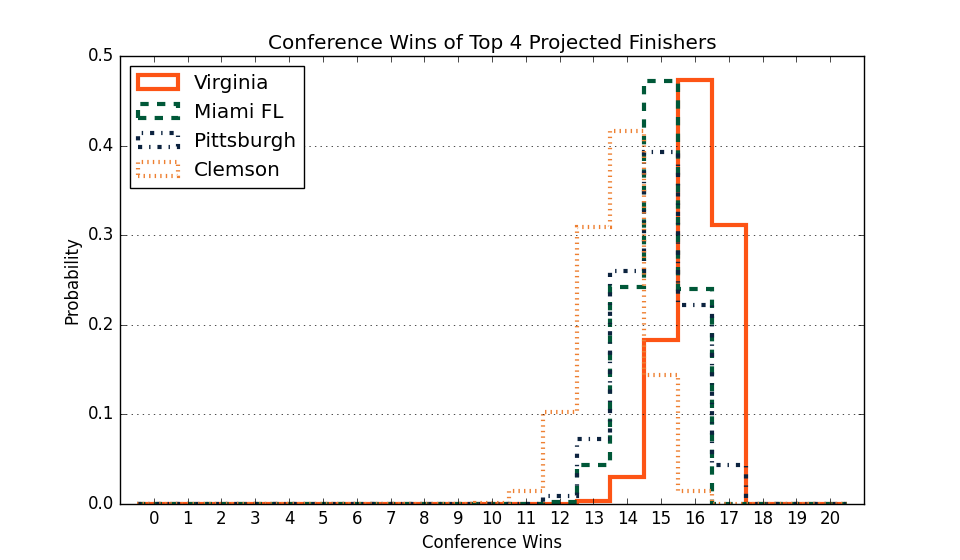 Conference Wins of Top 4 Projected Finishers
0.5
Virginia
Miami FL
Pittsburgh
Clemson
0.4
0.3
0.2
0.1
0.0
Probability
0 1 2 3 4 5 6 7 8 9 10 11 12 13 14 15 16 17 18 19 20
Conference Wins